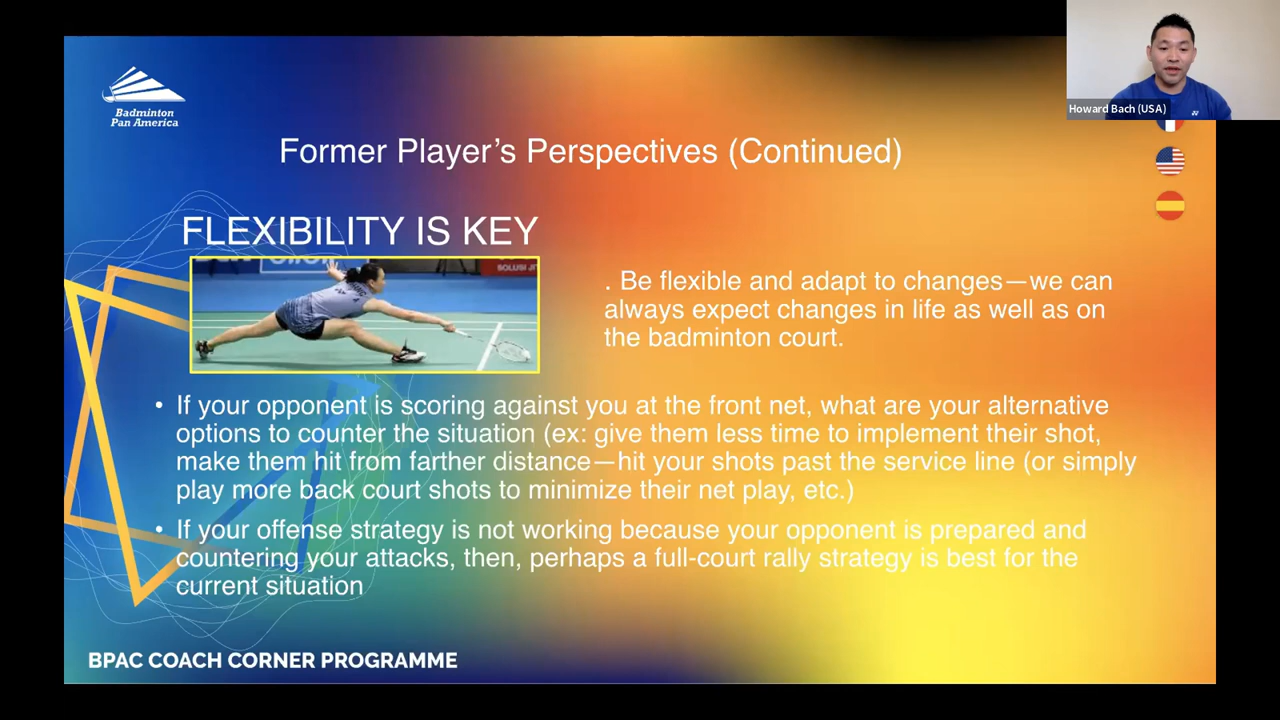 Howard Bach (USA)
Badminton
Pan America
Former Player’s Perspectives (Continued)
FLEXIBILITY IS KEY
SOLUSI
. Be flexible and adapt to changes—we can
always expect changes in life as well as on
the badminton court.
• If your opponent is scoring against you at the front net, what are your alternative
options to counter the situation (ex: give them less time to implement their shot,
make them hit from farther distance—hit your shots past the service line (or simply
play more back court shots to minimize their net play, etc.)
• If your offense strategy is not working because your opponent is prepared and
countering your attacks, then, perhaps a full-court rally strategy is best for the
current situation
BPAC COACH CORNER PROGRAMME